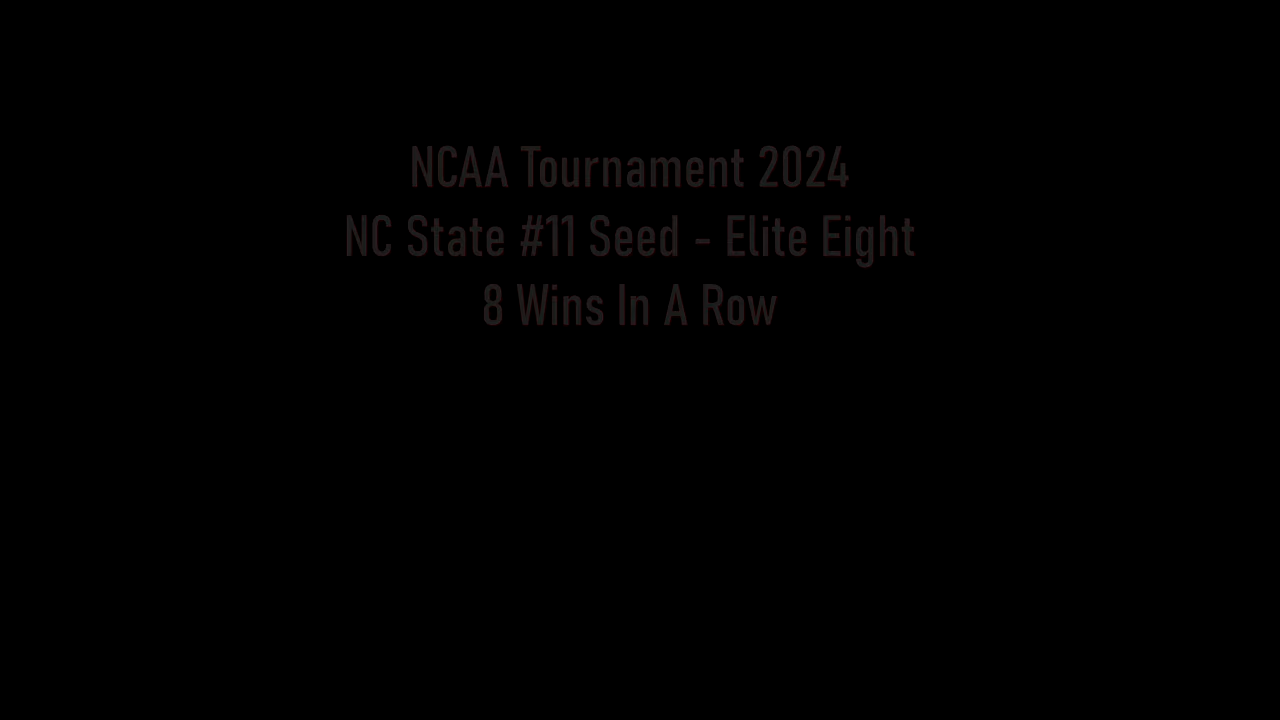 NCAA Tournament 2024
NC State #11 Seed - Elite Eight
8 Wins In A Row